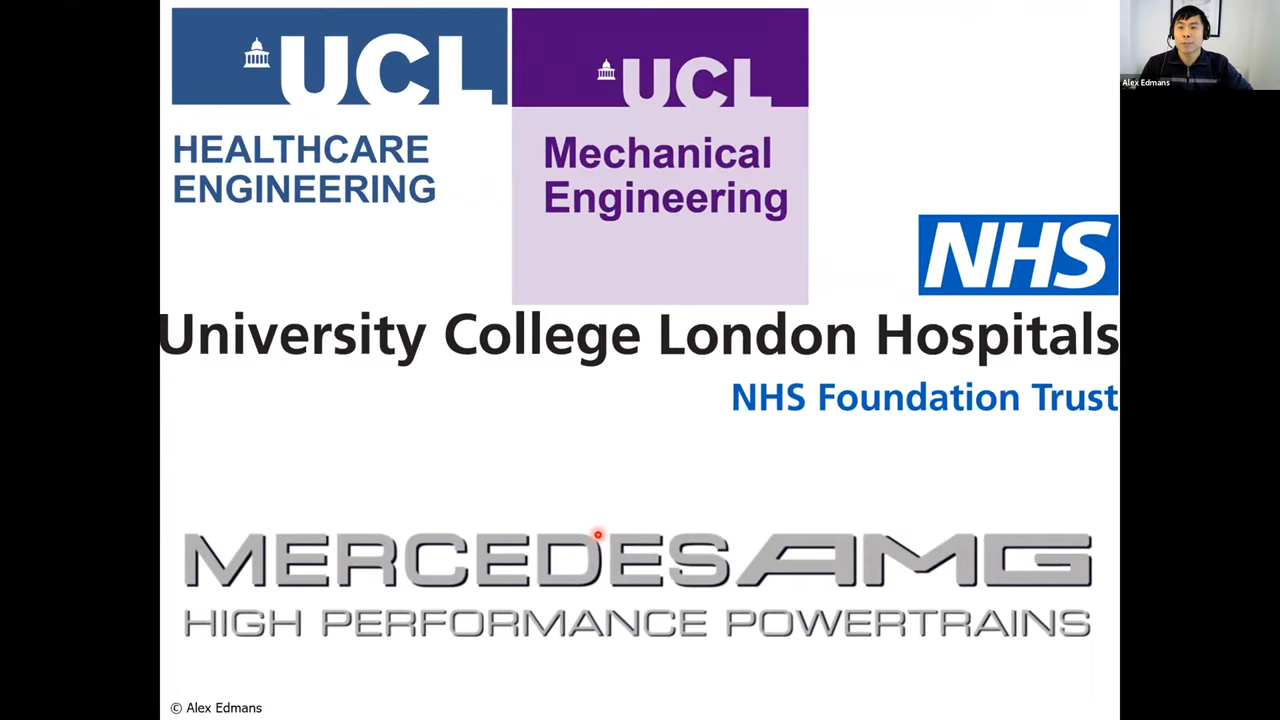 UCL
HEALTHCARE
ENGINEERING
UCL
Mechanical
Engineering
Alex Edmans
NHS
University College London Hospitals
NHS Foundation Trust
MERCEDES AMG
HIGH PERFORMANCE POWERTRAINS
© Alex Edmans